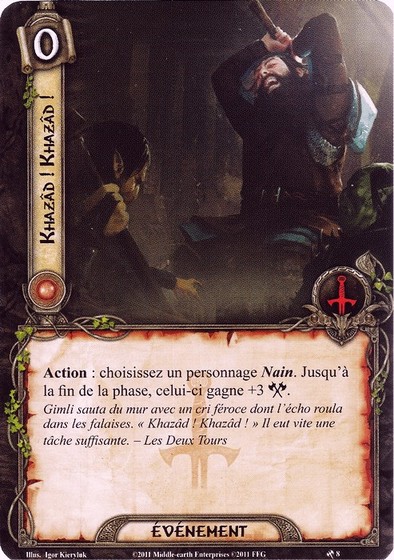 0
Khazâd ! Khazâd !
Action : choisissez un personnage Nain. Jusqu'à
la fin de la phase, celui-ci gagne +3 .
Gimli sauta du mur avec un cri féroce dont l'écho roula
dans les falaises. « Khazâd ! Khazâd ! » Il eut vite une
tâche suffisante. – Les Deux Tours
ÉVÉNEMENT
Illus. Igor Kieryluk
©2011 Middle-earth Enterprises ©2011 FFG
8